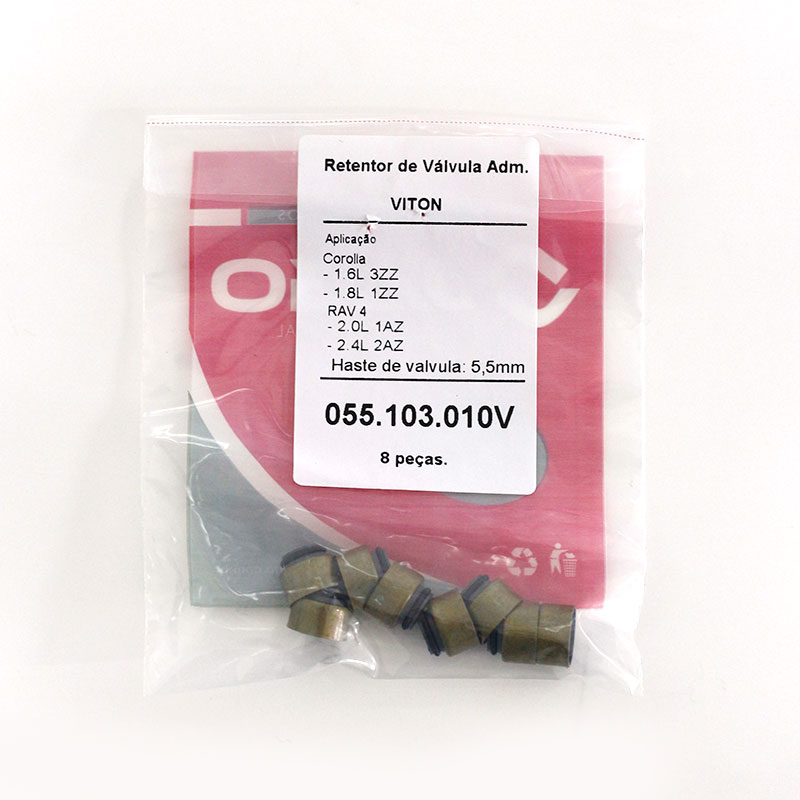 Retentor de Válvula Adm.
VITON
Aplicação
Corolla
- 1.6L 3ZZ
- 1.8L 1ZZ
RAV 4
- 2.0L 1AZ
- 2.4L 2AZ
Haste de valvula: 5,5mm
055.103.010V
8 peças.